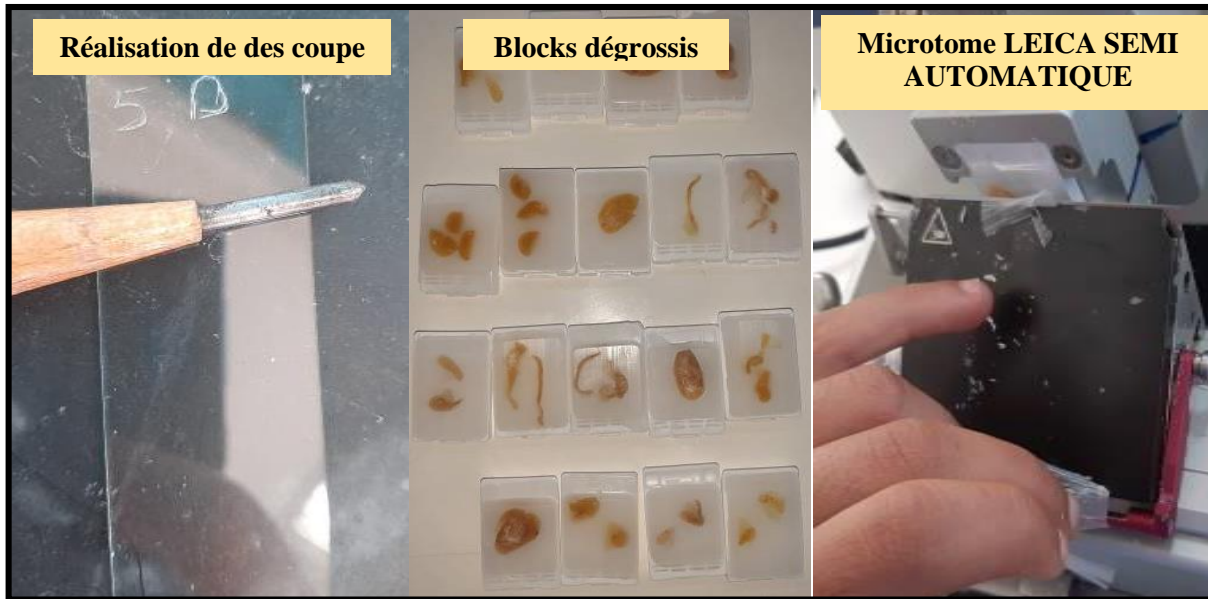 Réalisation de des coupe
Blocks dégrossis
Microtome LEICA SEMI
AUTOMATIQUE
5